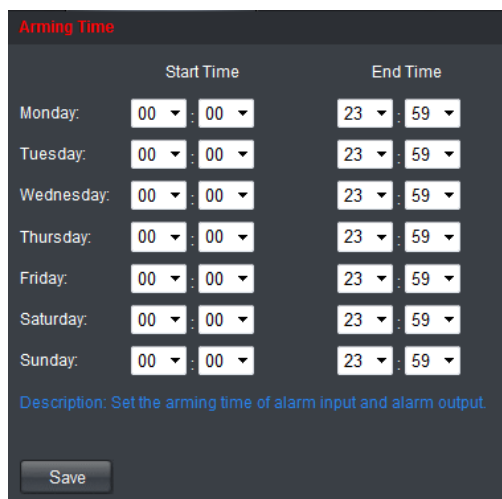 Arming Time
Start Time End Time
Monday: 00 : 00 23 : 59
Tuesday: 00 : 00 23 : 59
Wednesday: 00 : 00 23 : 59
Thursday: 00 : 00 23 : 59
Friday: 00 : 00 23 : 59
Saturday: 00 : 00 23 : 59
Sunday: 00 : 00 23 : 59
Description: Set the arming time of alarm input and alarm output.
Save